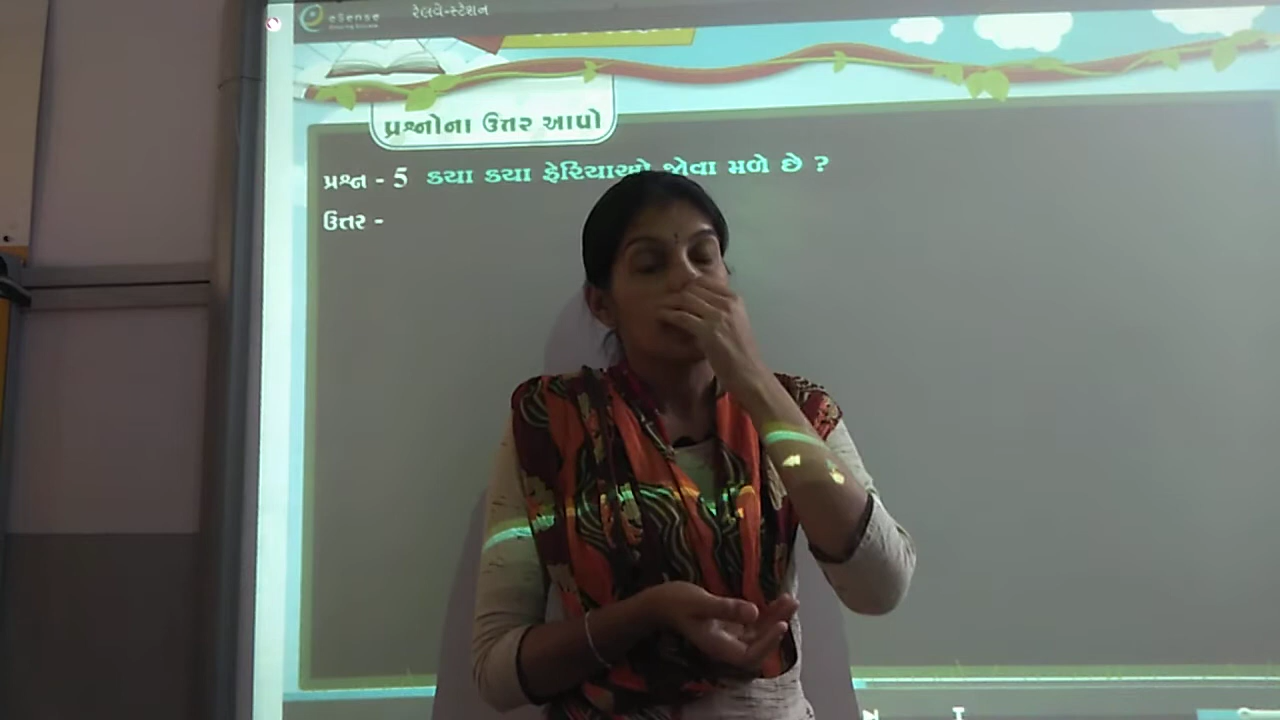 eSense રેલવે-સ્ટેશન
પ્રશ્નોના ઉત્તર આપો
પ્રશ્ન - 5 કયા કયા ફેરિયાઓ જોવા મળે છે ?
ઉત્તર -